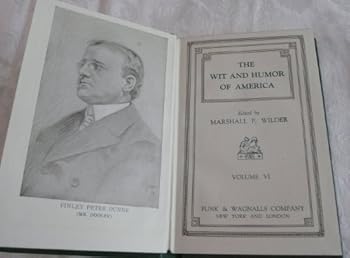 FINLEY PETER DUNNE
(MR. DOOLEY)
THE
WIT AND HUMOR
OF AMERICA
Edited by
MARSHALL P. WILDER
VOLUME VI
FUNK & WAGNALLS COMPANY
NEW YORK AND LONDON